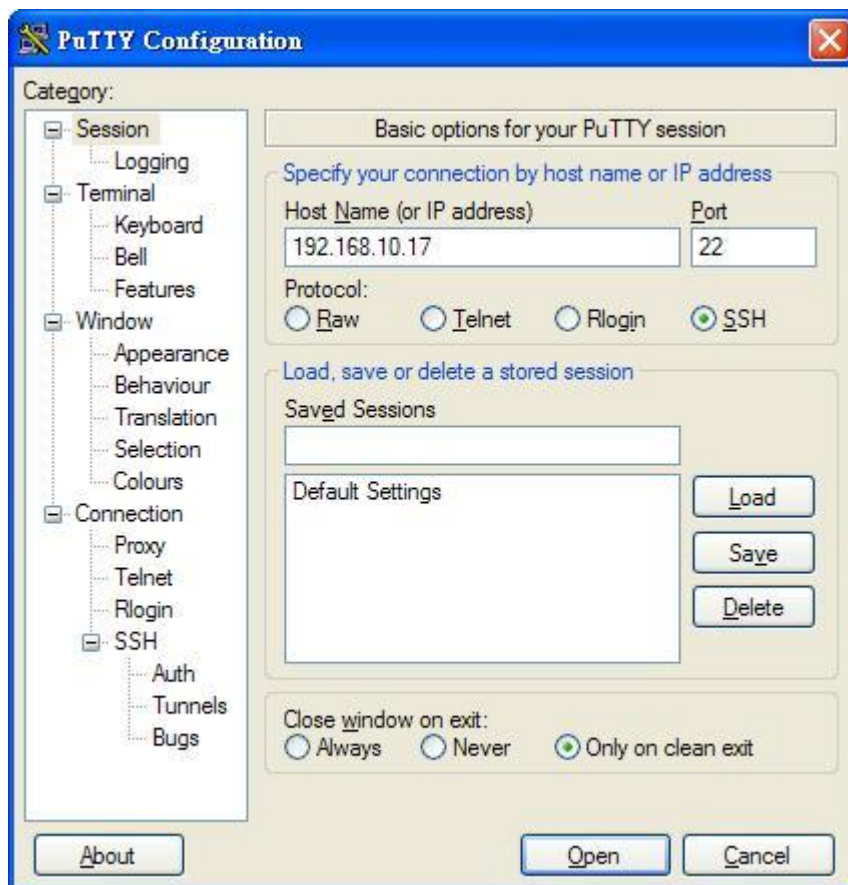 PuTTY Configuration
Category:
Session
Logging
Terminal
Keyboard
Bell
Features
Window
Appearance
Behaviour
Translation
Selection
Colours
Connection
Proxy
Telnet
Rlogin
SSH
Auth
Tunnels
Bugs
Basic options for your PuTTY session
Specify your connection by host name or IP address
Host Name (or IP address) Port
192.168.10.17 22
Protocol:
Raw Telnet Rlogin SSH
Load, save or delete a stored session
Saved Sessions
Default Settings
Load
Save
Delete
Close window on exit:
Always Never Only on clean exit
About Open Cancel